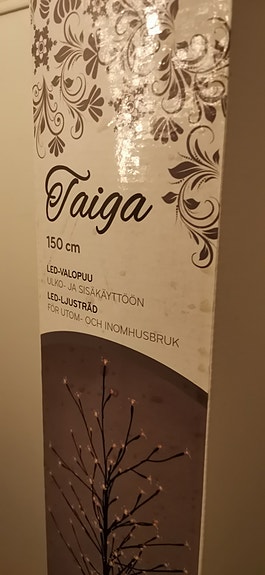 Taiga
150 cm
LED-VALOPUU
ULKO- JA SISÄKÄYTTÖÖN
LED-LJUSTRÄD
FÖR UTOM- OCH INOMHUSBRUK